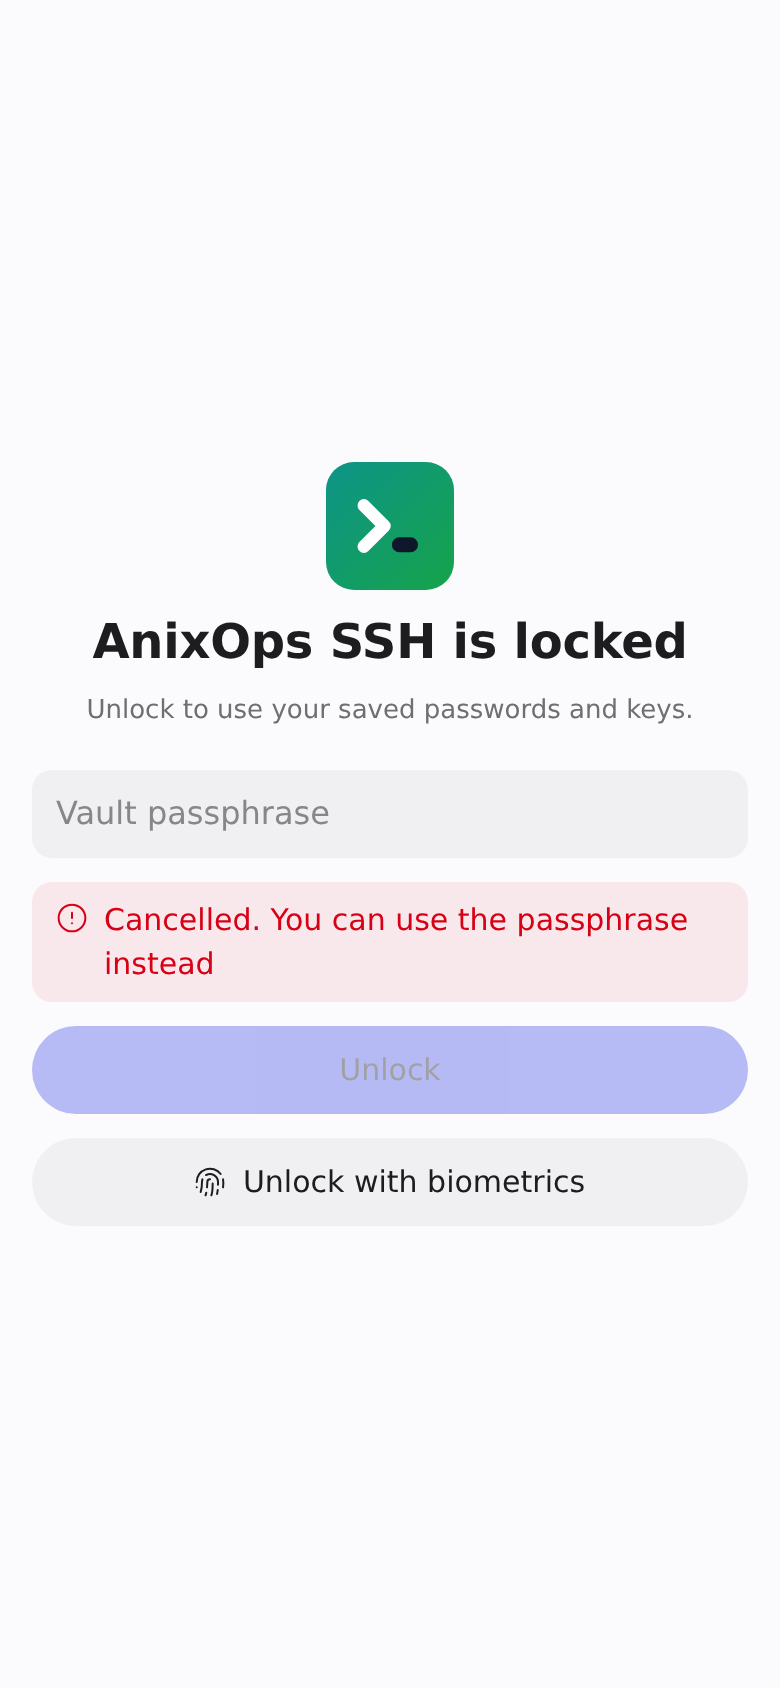 AnixOps SSH is locked
Unlock to use your saved passwords and keys.
Vault passphrase
Cancelled. You can use the passphrase
instead
Unlock
Unlock with biometrics